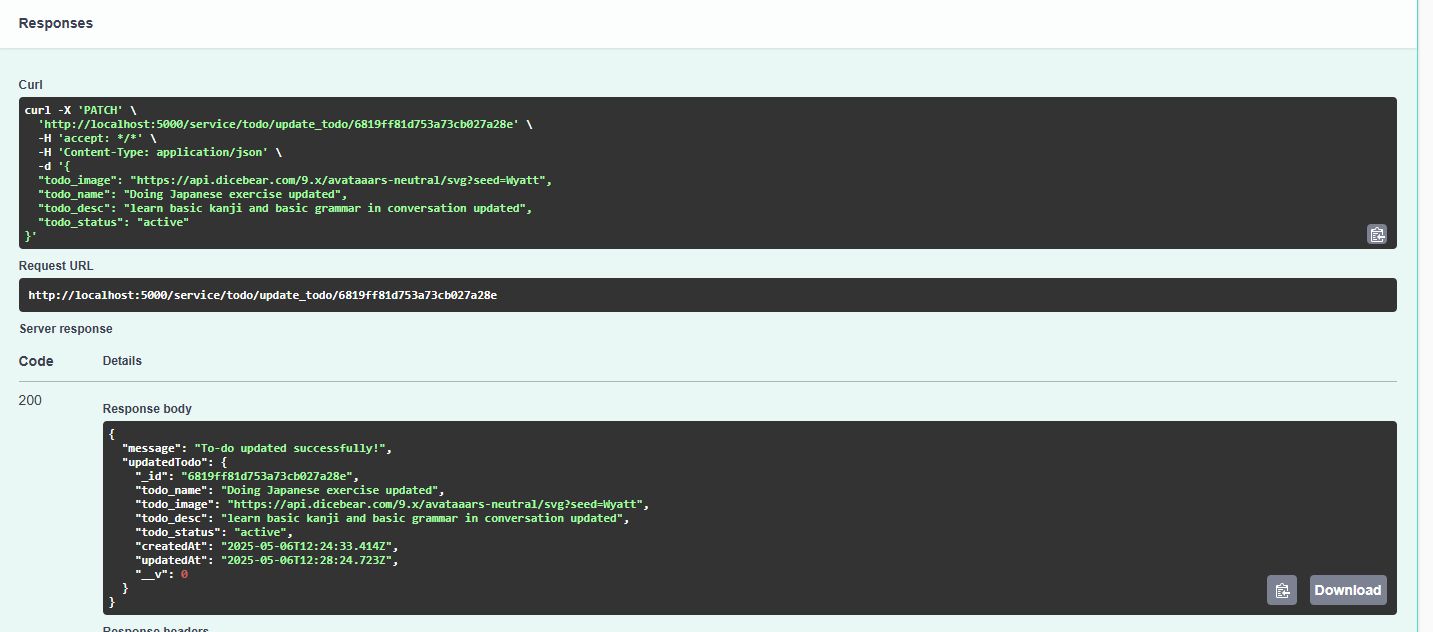 Responses
Curl
curl -X 'PATCH' \
  'http://localhost:5000/service/todo/update_todo/6819ff81d753a73cb027a28e' \
  -H 'accept: */*' \
  -H 'Content-Type: application/json' \
  -d '{
  "todo_image": "https://api.dicebear.com/9.x/avataaars-neutral/svg?seed=Wyatt",
  "todo_name": "Doing Japanese exercise updated",
  "todo_desc": "learn basic kanji and basic grammar in conversation updated",
  "todo_status": "active"
}'
Request URL
http://localhost:5000/service/todo/update_todo/6819ff81d753a73cb027a28e
Server response
Code Details
200
Response body
{
  "message": "To-do updated successfully!",
  "updatedTodo": {
    "_id": "6819ff81d753a73cb027a28e",
    "todo_name": "Doing Japanese exercise updated",
    "todo_image": "https://api.dicebear.com/9.x/avataaars-neutral/svg?seed=Wyatt",
    "todo_desc": "learn basic kanji and basic grammar in conversation updated",
    "todo_status": "active",
    "createdAt": "2025-05-06T12:24:33.414Z",
    "updatedAt": "2025-05-06T12:28:24.723Z",
    "__v": 0
  }
}
Download
Response headers